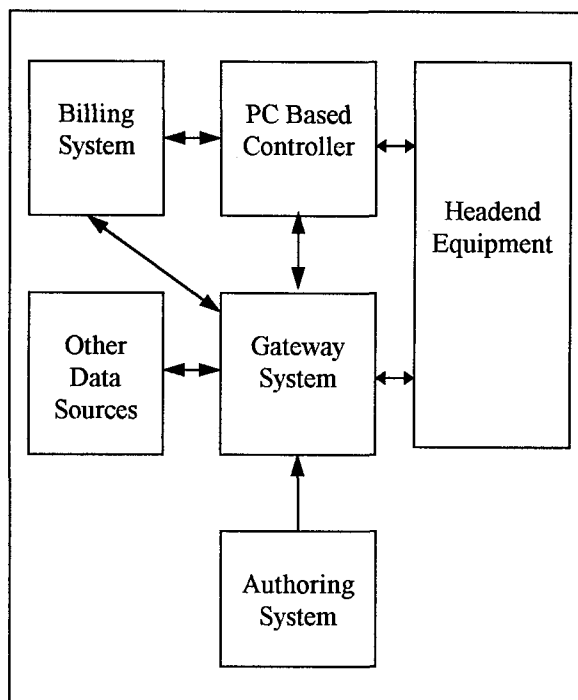 Billing
System
PC Based
Controller
Headend
Equipment
Other
Data
Sources
Gateway
System
Authoring
System